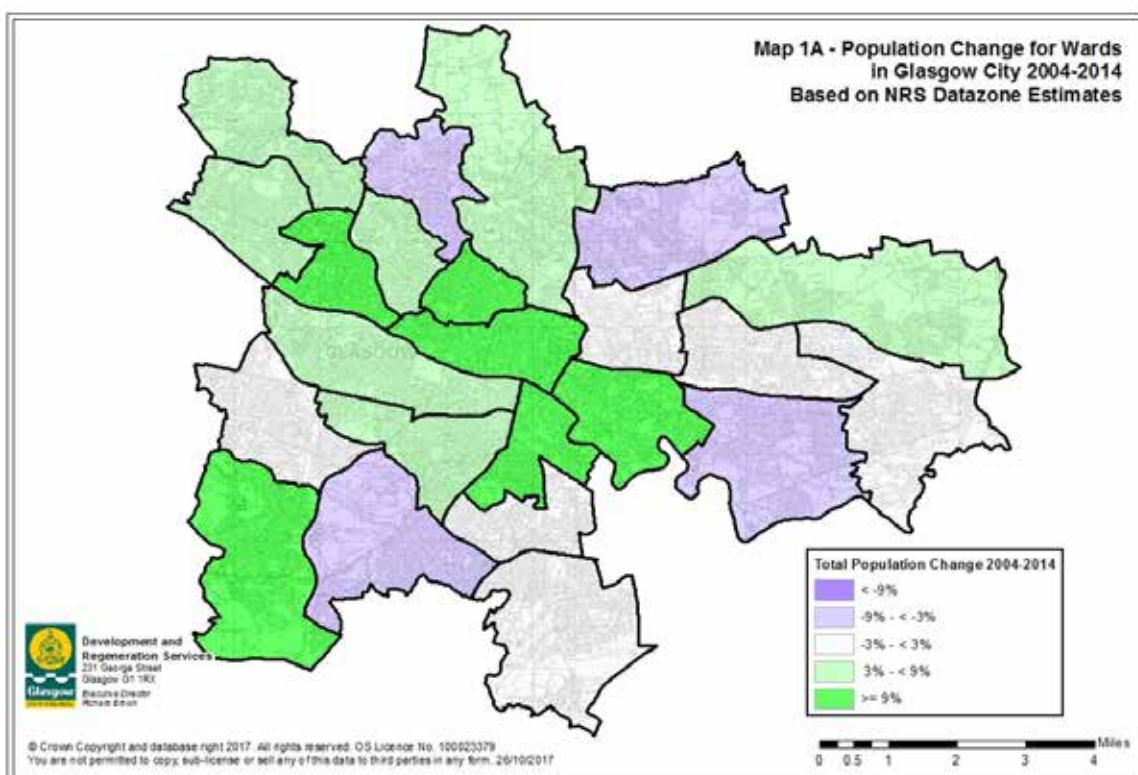 Map 1A - Population Change for Wards
in Glasgow City 2004-2014
Based on NRS Datazone Estimates
GLASGOW
Total Population Change 2004-2014
< -9%
-9% - < -3%
-3% - < 3%
3% - < 9%
>= 9%
Development and
Regeneration Services
231 George Street
Glasgow G1 1RX
Executive Director
Richard Brown
Glasgow
Miles
0 0.5 1 2 3 4
© Crown Copyright and database right 2017. All rights reserved. OS Licence No. 100023379
You are not permitted to copy, sub-license or sell any of this data to third parties in any form. 26/10/2017